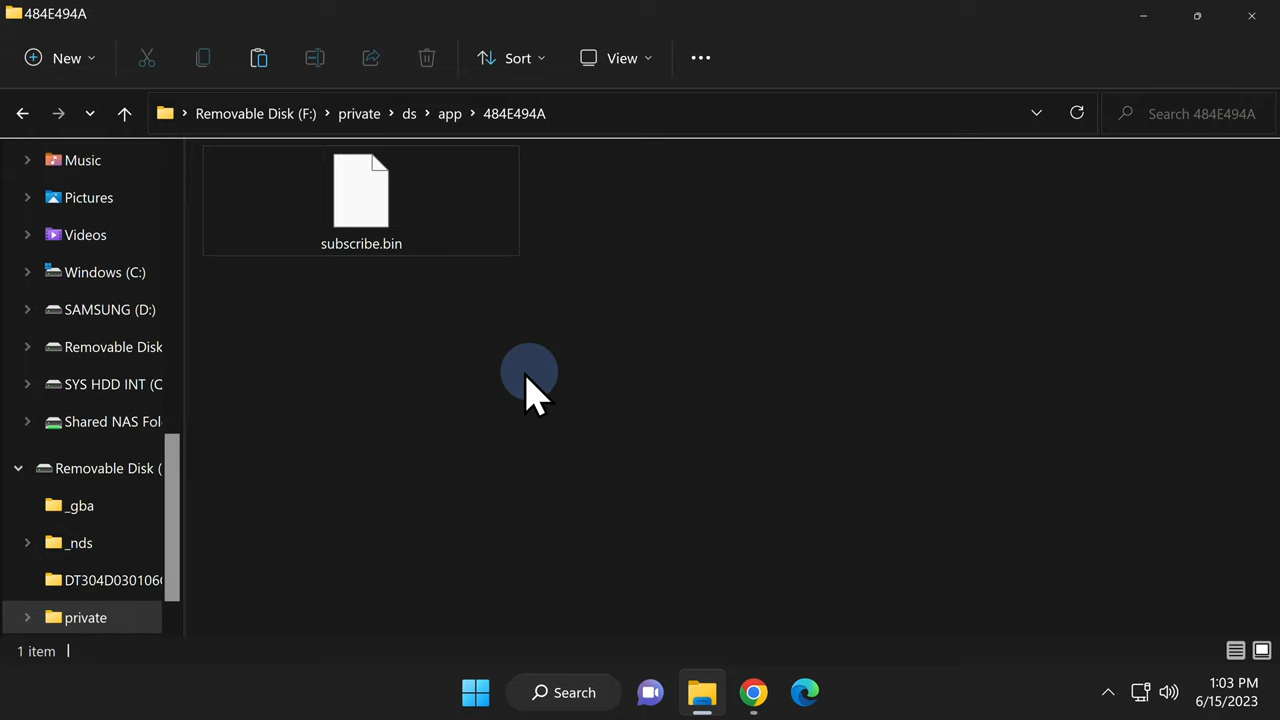 484E494A
New
Sort
View
Removable Disk (F:)
private
ds
app
484E494A
Search 484E494A
Music
Pictures
Videos
Windows (C:)
SAMSUNG (D:)
Removable Disk
SYS HDD INT (
Shared NAS Fol
Removable Disk (
_gba
_nds
DT304D030106
private
subscribe.bin
1 item
Search
1:03 PM
6/15/2023